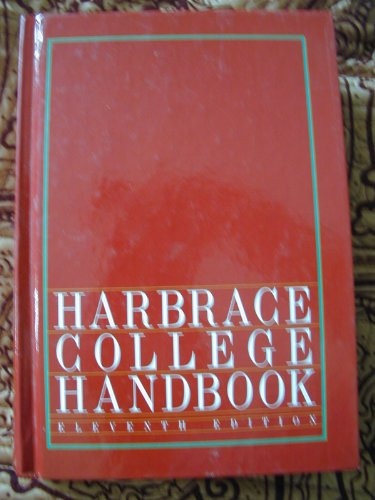 HARBRACE
COLLEGE
HANDBOOK
ELEVENTH EDITION